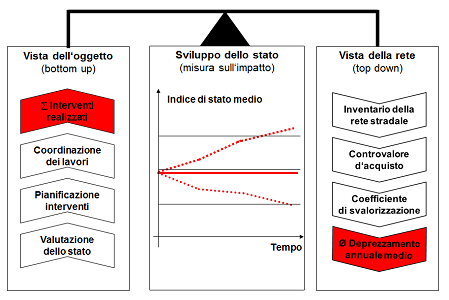 Vista dell'oggetto
(bottom up)
∑ Interventi
realizzati
Coordinazione
dei lavori
Pianificazione
interventi
Valutazione
dello stato
Sviluppo dello stato
(misura sull'impatto)
Indice di stato medio
Tempo
Vista della rete
(top down)
Inventario della
rete stradale
Controvalore
d'acquisto
Coefficiente
di svalorizzazione
Ø Deprezzamento
annuale medio